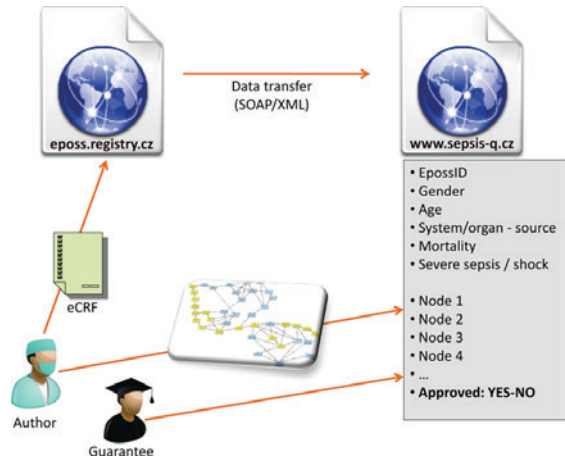 eposs.registry.cz
Data transfer
(SOAP/XML)
www.sepsis-q.cz
• EpossID
• Gender
• Age
• System/organ - source
• Mortality
• Severe sepsis / shock
• Node 1
• Node 2
• Node 3
• Node 4
• ...
• Approved: YES-NO
eCRF
Author
Guarantee